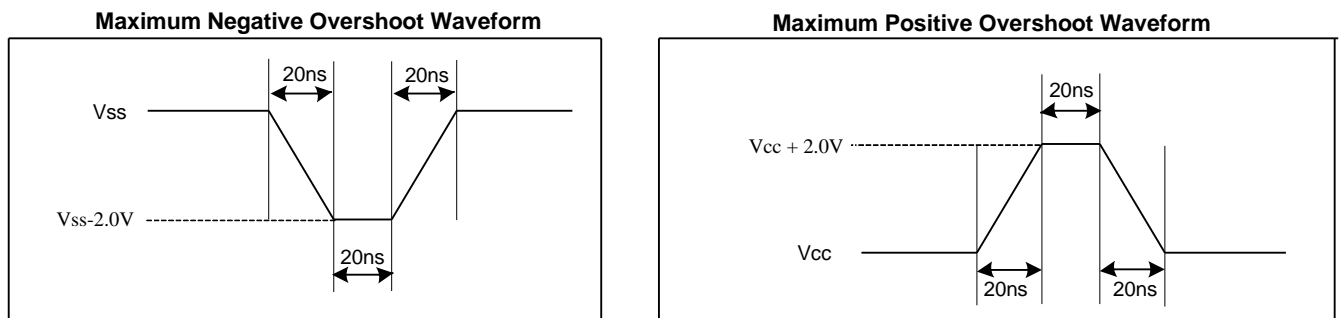 Maximum Negative Overshoot Waveform
20ns
20ns
Vss
Vss-2.0V
20ns
Maximum Positive Overshoot Waveform
20ns
Vcc + 2.0V
Vcc
20ns
20ns